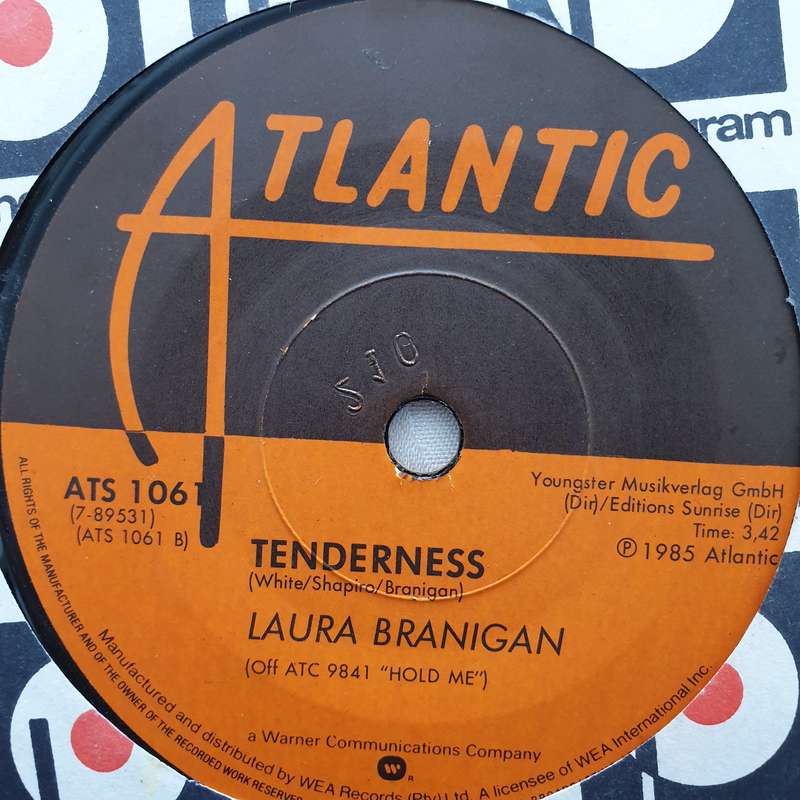 ATLANTIC
gram
SJ0
ATS 1061
(7-89531)
(ATS 1061 B)
Youngster Musikverlag GmbH
(Dir)/Editions Sunrise (Dir)
Time: 3,42
℗ 1985 Atlantic
TENDERNESS
(White/Shapiro/Branigan)
LAURA BRANIGAN
(Off ATC 9841 "HOLD ME")
a Warner Communications Company
Manufactured and distributed by WEA Records (Pty) Ltd. A licensee of WEA International Inc.
ALL RIGHTS OF THE MANUFACTURER AND OF THE OWNER OF THE RECORDED WORK RESERVED